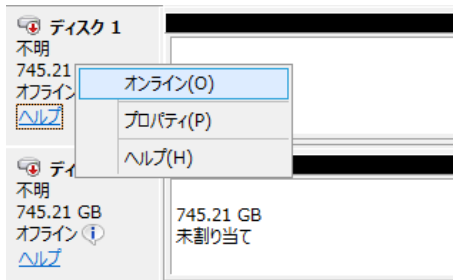 ディスク 1
不明
745.21
オフライン
ヘルプ
オンライン(O)
プロパティ(P)
ヘルプ(H)
ディ
不明
745.21 GB
オフライン
ヘルプ
745.21 GB
未割り当て